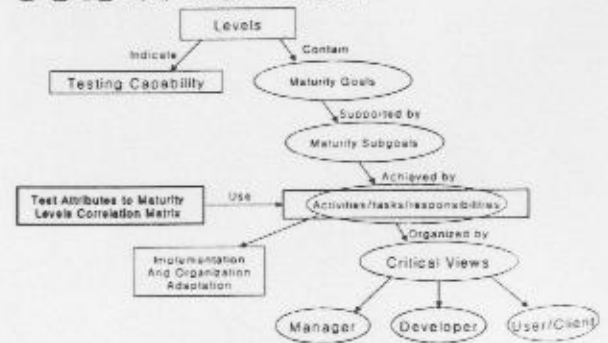 Levels
Indicate
Contain
Testing Capability
Maturity Goals
Supported by
Maturity Subgoals
Achieved by
Test Attributes to Maturity
Levels Correlation Matrix
Use
Activities/tasks/responsibilities
Organized by
Implementation
And Organization
Adaptation
Critical Views
Manager
Developer
User/Client